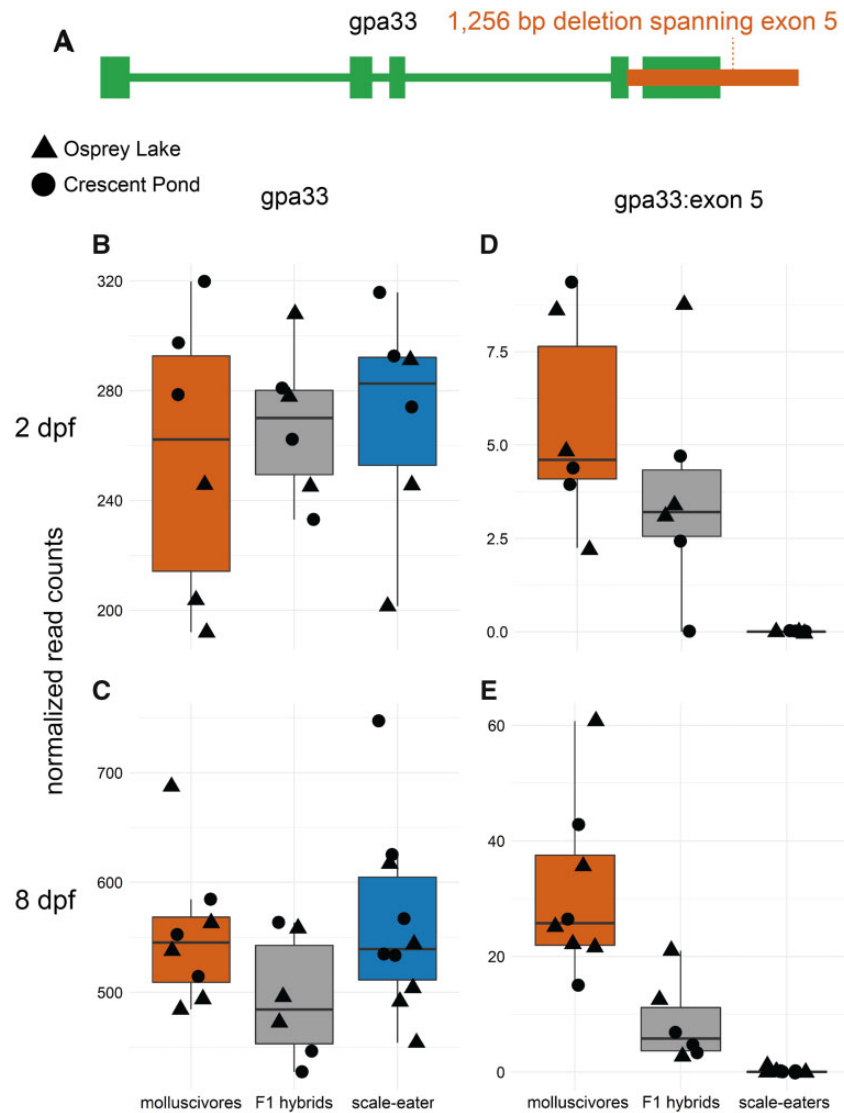 A
gpa33
1,256 bp deletion spanning exon 5
Osprey Lake
Crescent Pond
gpa33
gpa33:exon 5
B
D
320
280
240
200
7.5
5.0
2.5
0.0
2 dpf
normalized read counts
C
E
700
600
500
60
40
20
0
8 dpf
molluscivores
F1 hybrids
scale-eater
molluscivores
F1 hybrids
scale-eaters